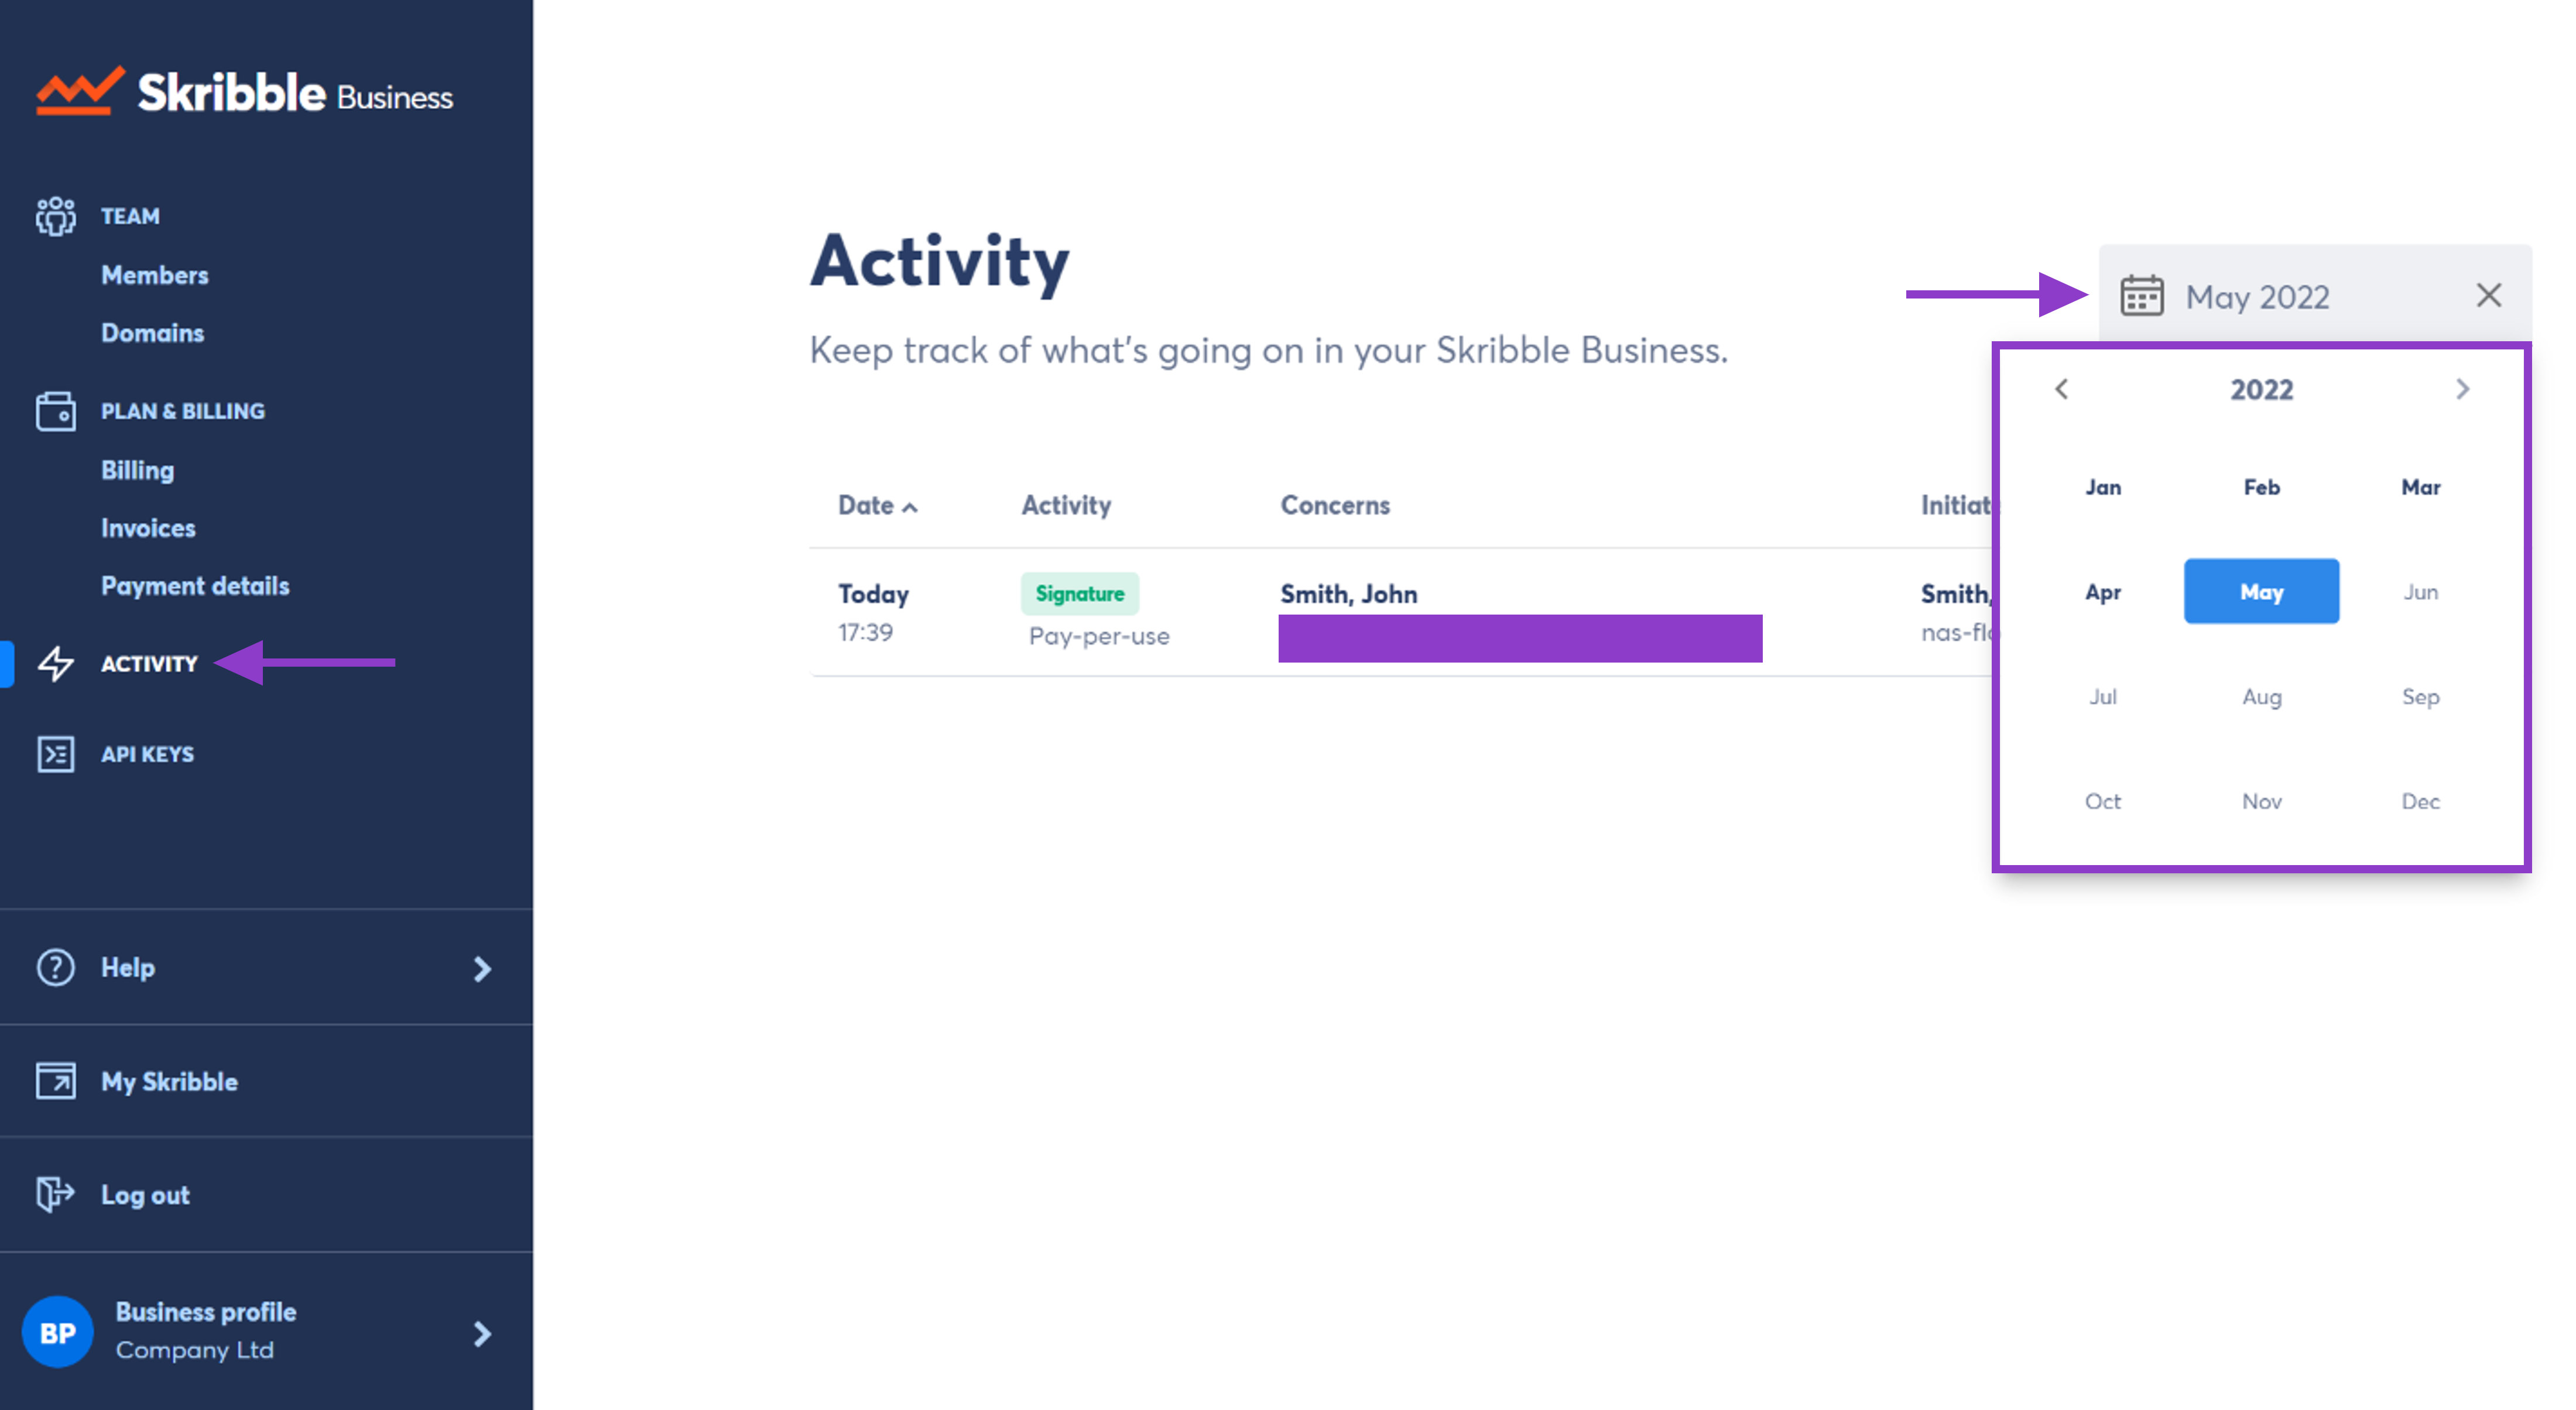 Skribble Business
TEAM
Members
Domains
PLAN & BILLING
Billing
Invoices
Payment details
ACTIVITY
API KEYS
Help
My Skribble
Log out
BP
Business profile
Company Ltd
Activity
Keep track of what's going on in your Skribble Business.
May 2022
Date Activity Concerns Initiat
Today Signature Smith, John Smith,
17:39 Pay-per-use nas-flo
2022
Jan Feb Mar
Apr May Jun
Jul Aug Sep
Oct Nov Dec